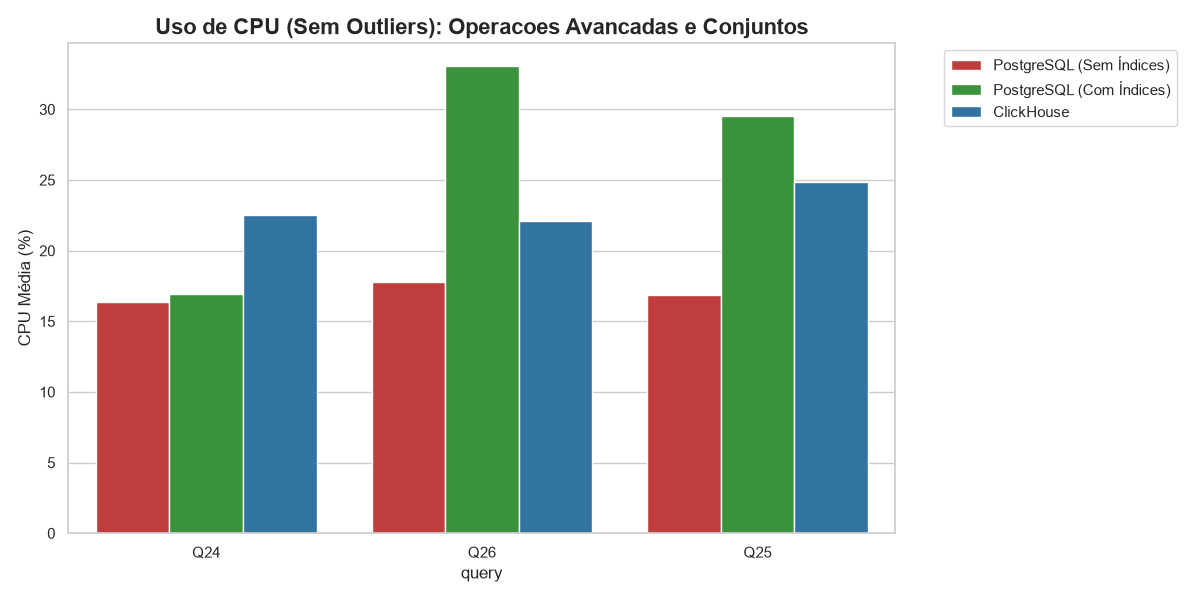 Uso de CPU (Sem Outliers): Operacoes Avancadas e Conjuntos
PostgreSQL (Sem Índices)
PostgreSQL (Com Índices)
ClickHouse
CPU Média (%)
30
25
20
15
10
5
0
Q24
Q26
Q25
query